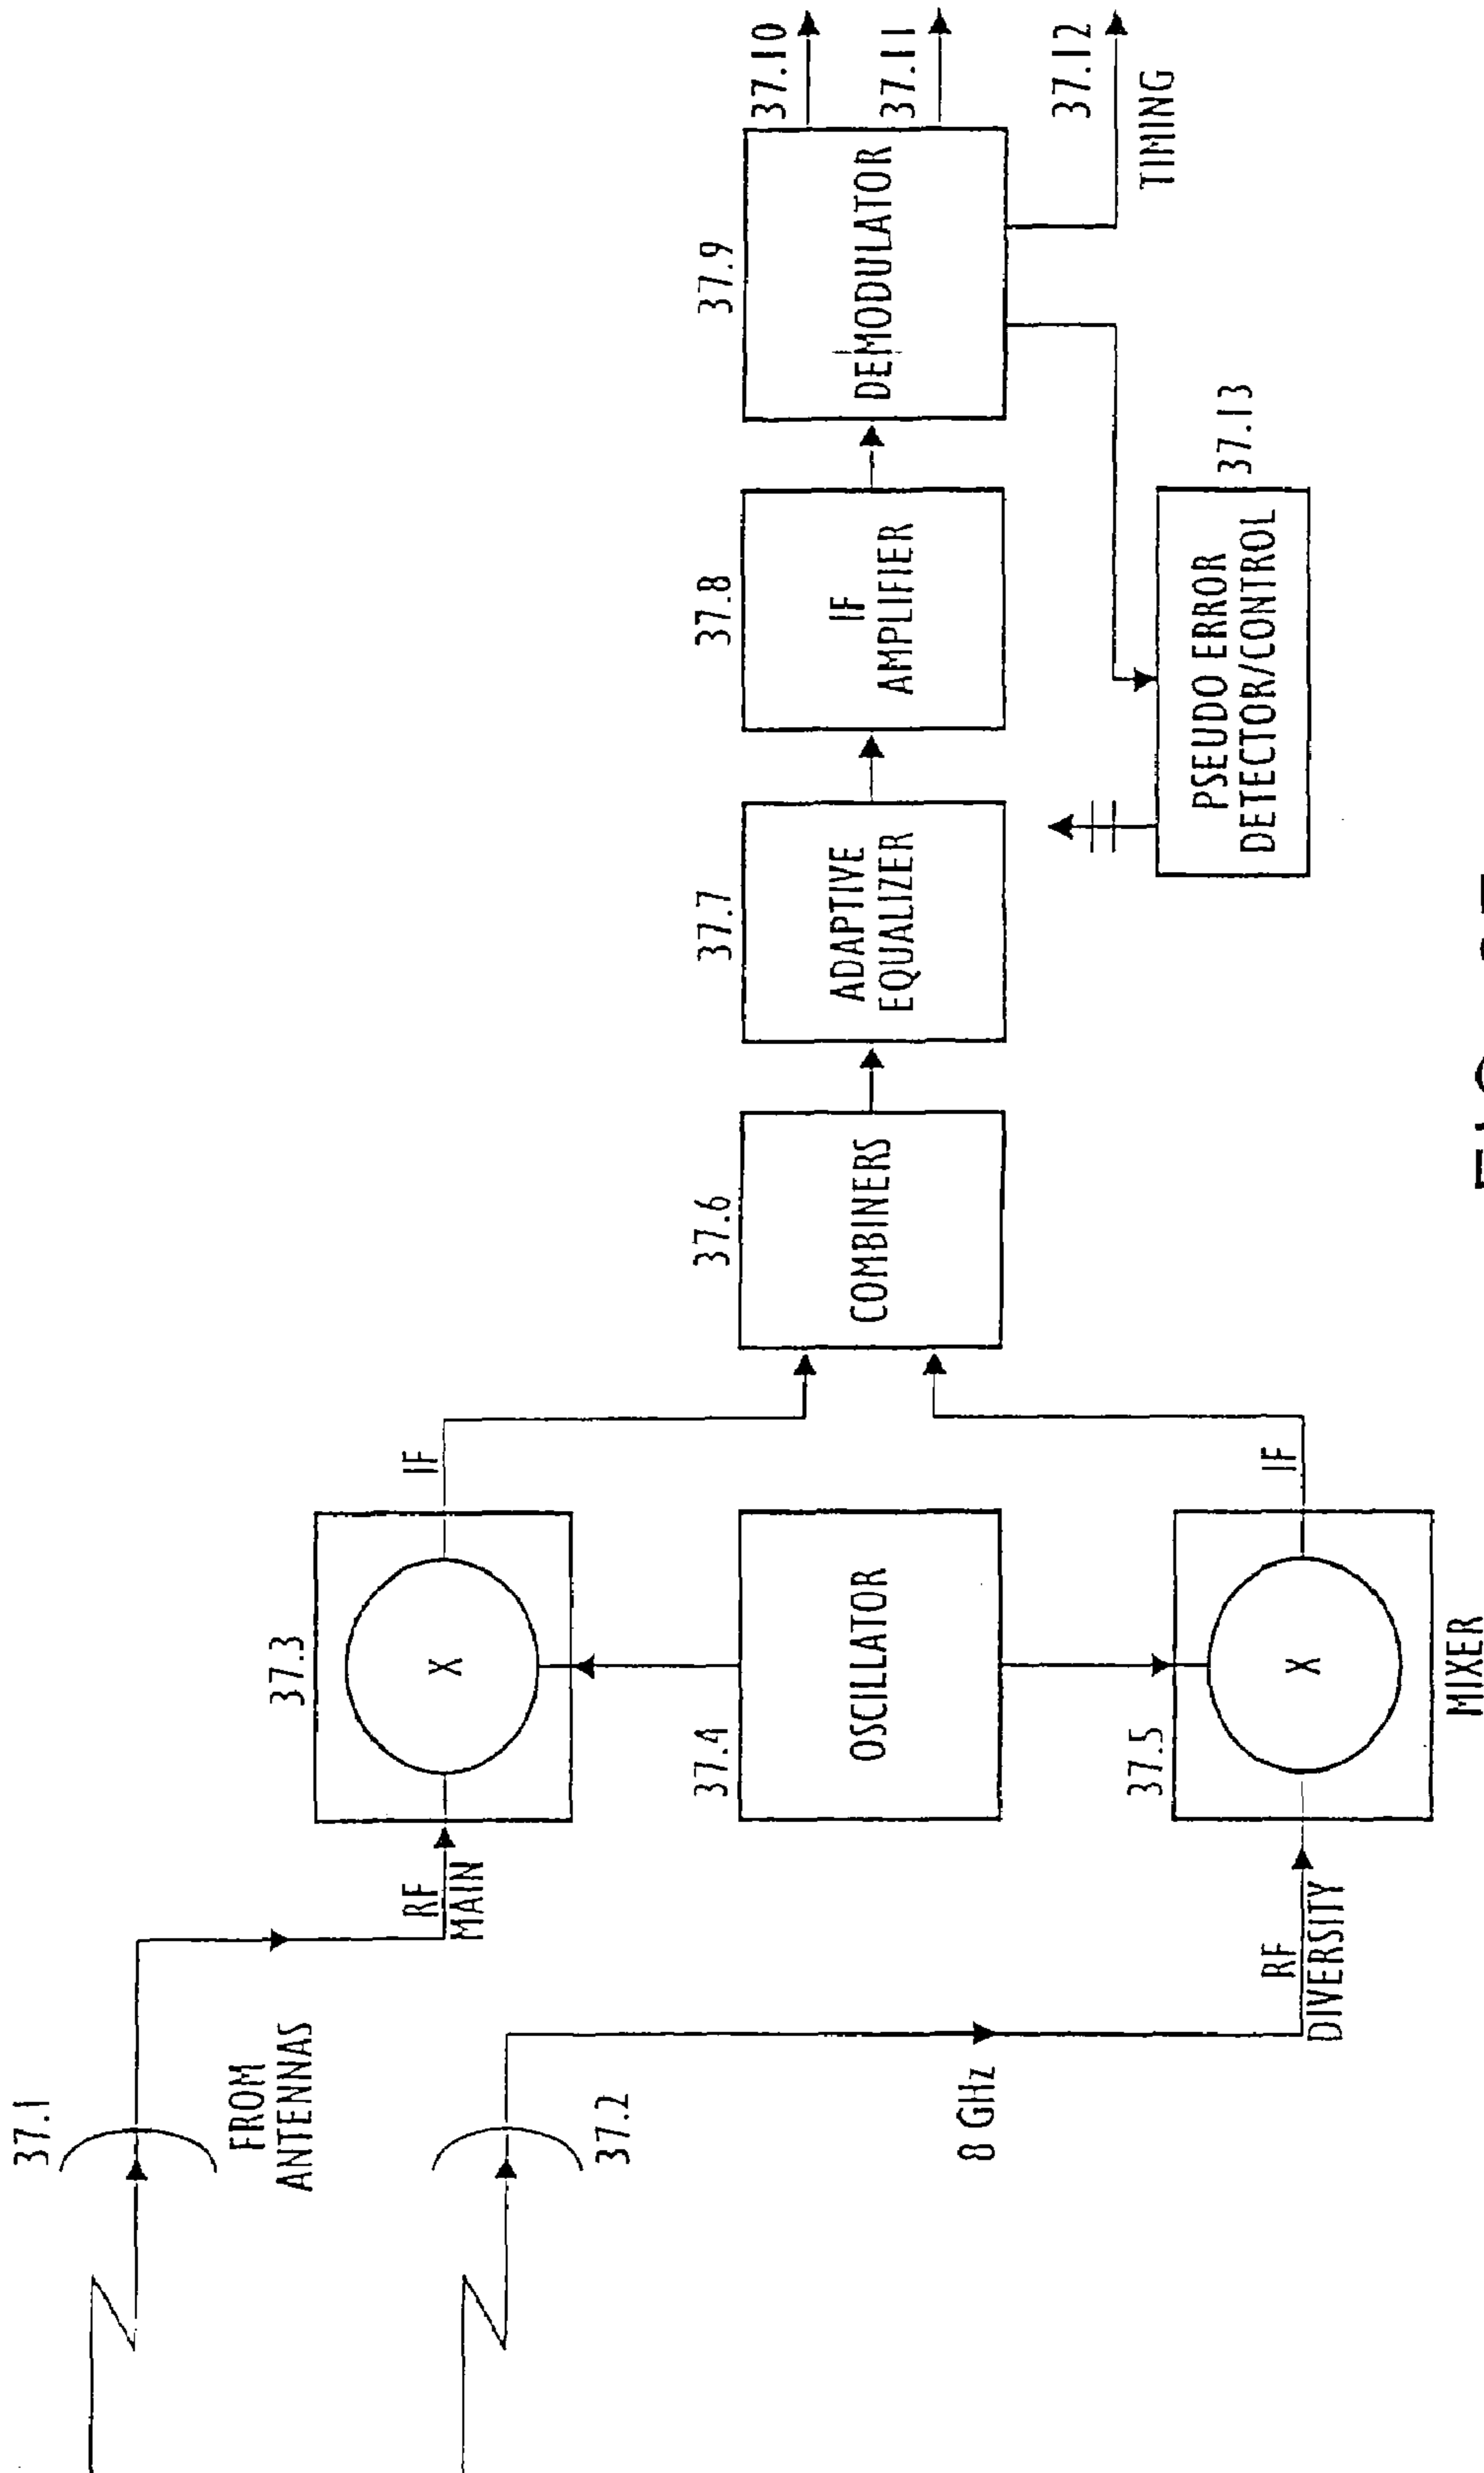 37.1
FROM
ANTENNAS
37.2
8 GHz
RF
MAIN
RF
DIVERSITY
37.3
X
37.4
OSCILLATOR
37.5
X
MIXER
IF
IF
37.6
COMBINERS
37.7
ADAPTIVE
EQUALIZER
37.8
IF
AMPLIFIER
37.9
DEMODULATOR
37.10
37.11
37.12
TIMING
PSEUDO ERROR
DETECTOR/CONTROL
37.13